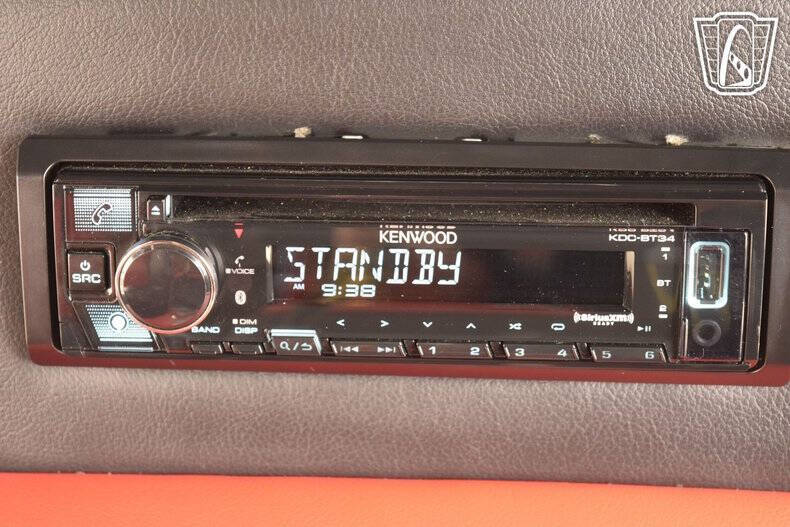 KENWOOD
KDC-BT34
SRC
VOICE
STANDBY
AM 9:38
1
BT
2
((SiriusXM))
READY
DIM
BAND DISP
1 2 3 4 5 6